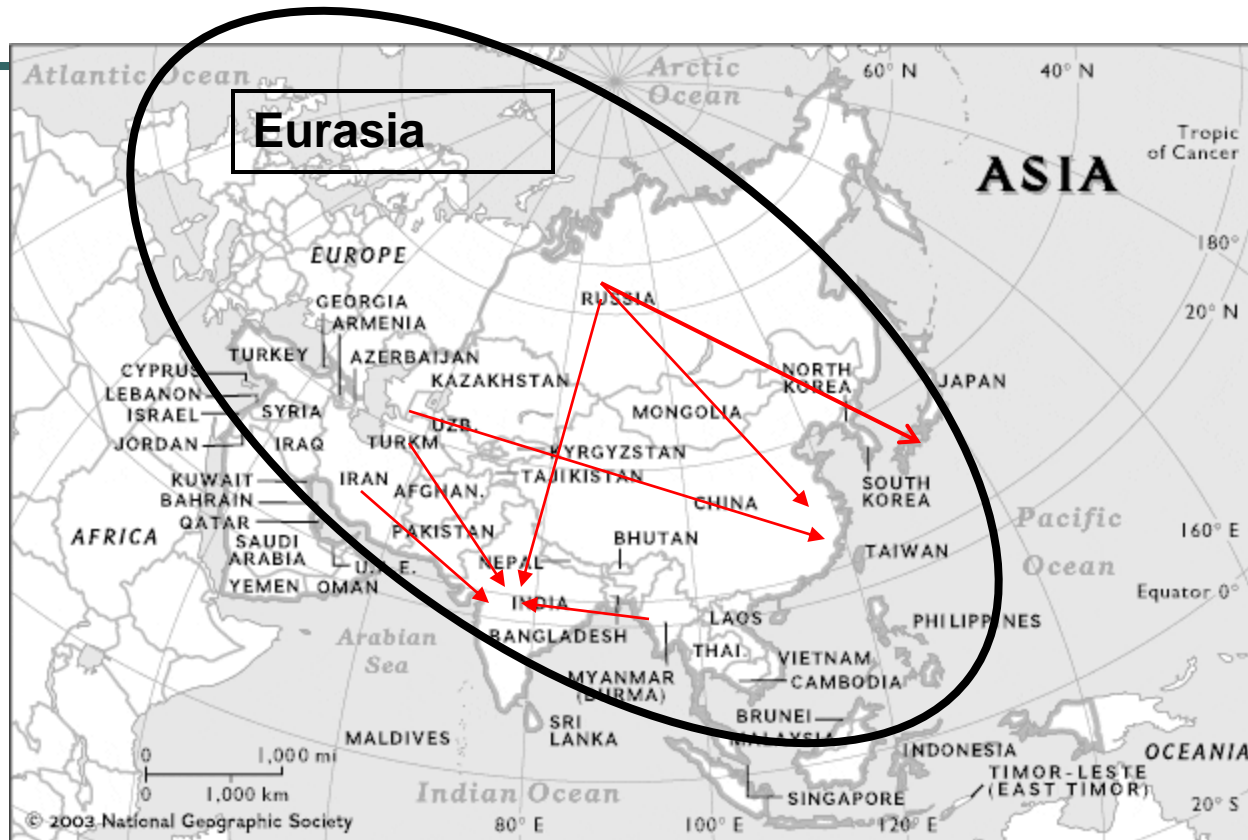 Atlantic Ocean
Arctic
Ocean
60° N
40° N
Eurasia
Tropic
of Cancer
ASIA
180°
EUROPE
RUSSIA
20° N
GEORGIA
ARMENIA
TURKEY
AZERBAIJAN
CYPRUS
KAZAKHSTAN
NORTH
KOREA
JAPAN
LEBANON
ISRAEL
SYRIA
MONGOLIA
UZB.
JORDAN
IRAQ
TURKM.
KYRGYZSTAN
KUWAIT
IRAN
TAJIKISTAN
AFGHAN.
SOUTH
KOREA
BAHRAIN
CHINA
QATAR
PAKISTAN
Pacific
Ocean
160° E
AFRICA
SAUDI
ARABIA
BHUTAN
TAIWAN
NEPAL
U.A.E.
YEMEN
OMAN
Equator 0°
INDIA
LAOS
PHILIPPINES
Arabian
Sea
BANGLADESH
THAI.
VIETNAM
MYANMAR
(BURMA)
CAMBODIA
BRUNEI
SRI
LANKA
MALDIVES
MALAYSIA
INDONESIA
OCEANIA
0
1,000 mi
TIMOR-LESTE
(EAST TIMOR)
0
1,000 km
Indian Ocean
SINGAPORE
20° S
© 2003 National Geographic Society
80° E
100° E
120° E